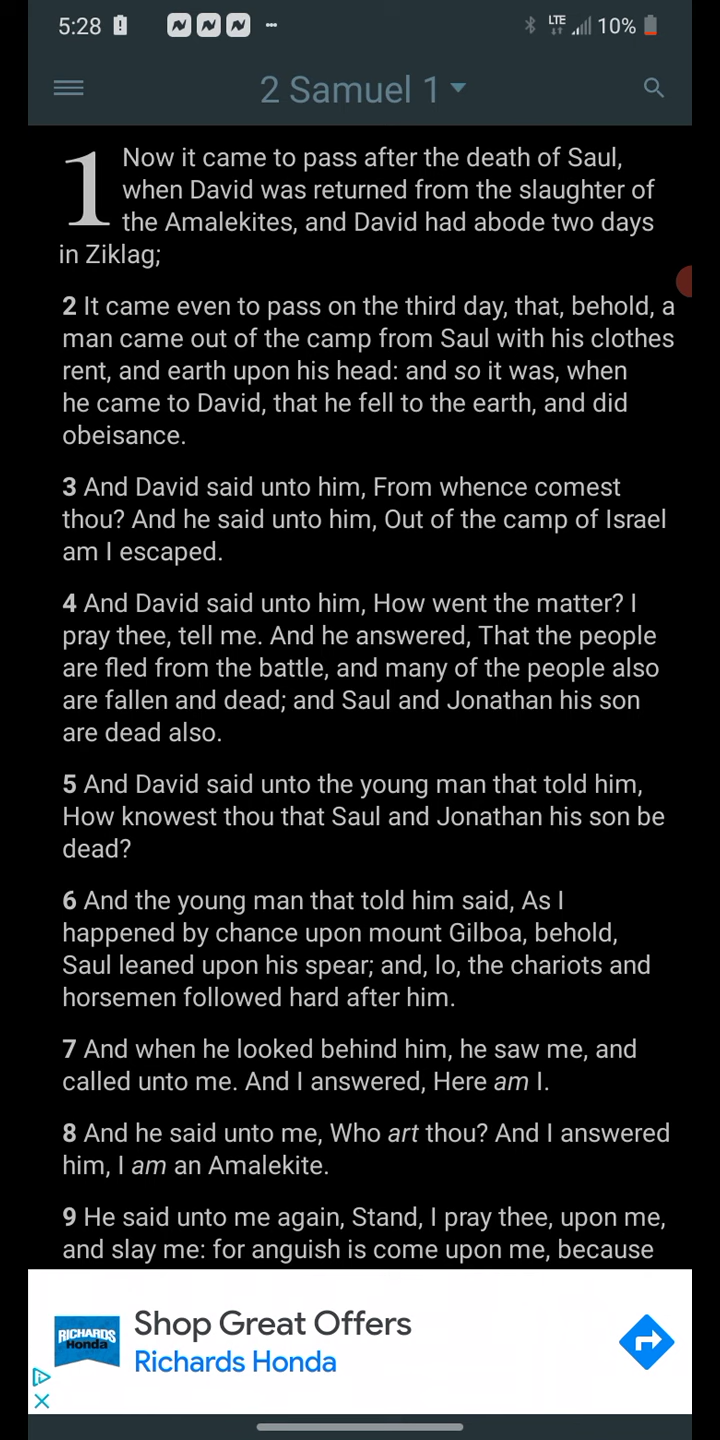 5:28 LTE 10%
2 Samuel 1
1 Now it came to pass after the death of Saul,
when David was returned from the slaughter of
the Amalekites, and David had abode two days
in Ziklag;
2 It came even to pass on the third day, that, behold, a
man came out of the camp from Saul with his clothes
rent, and earth upon his head: and so it was, when
he came to David, that he fell to the earth, and did
obeisance.
3 And David said unto him, From whence comest
thou? And he said unto him, Out of the camp of Israel
am I escaped.
4 And David said unto him, How went the matter? I
pray thee, tell me. And he answered, That the people
are fled from the battle, and many of the people also
are fallen and dead; and Saul and Jonathan his son
are dead also.
5 And David said unto the young man that told him,
How knowest thou that Saul and Jonathan his son be
dead?
6 And the young man that told him said, As I
happened by chance upon mount Gilboa, behold,
Saul leaned upon his spear; and, lo, the chariots and
horsemen followed hard after him.
7 And when he looked behind him, he saw me, and
called unto me. And I answered, Here am I.
8 And he said unto me, Who art thou? And I answered
him, I am an Amalekite.
9 He said unto me again, Stand, I pray thee, upon me,
and slay me: for anguish is come upon me, because
Shop Great Offers
RICHARDS
Honda
Richards Honda